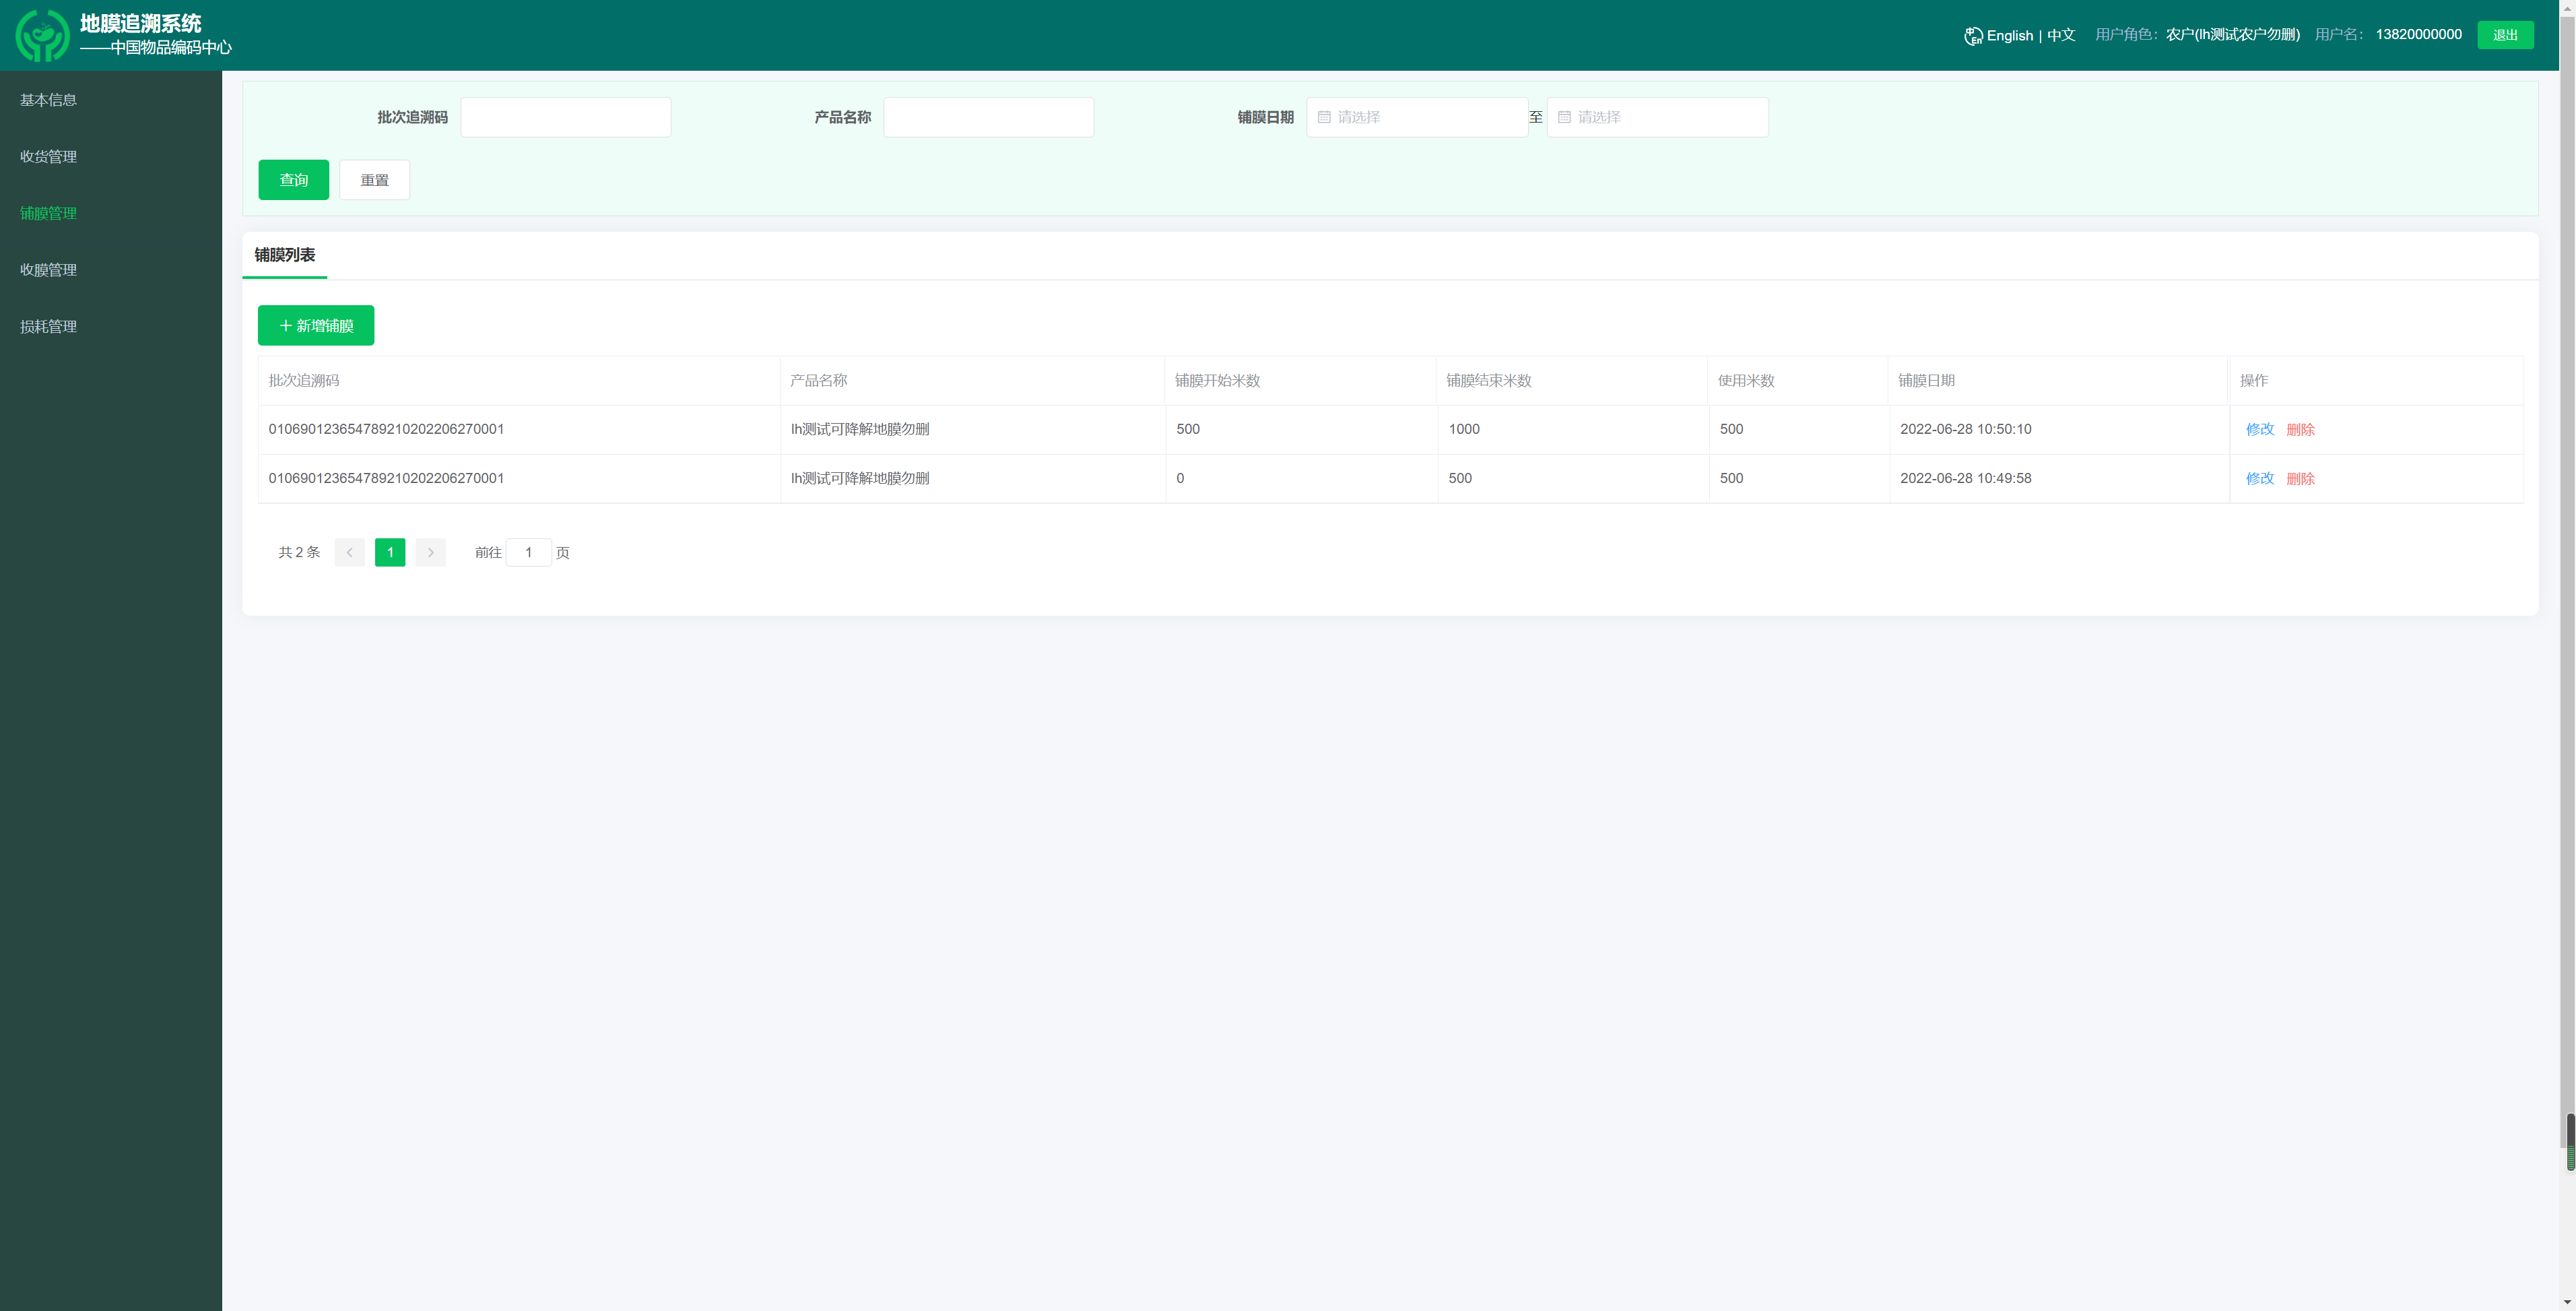 地膜追溯系统
——中国物品编码中心
English | 中文 用户角色: 农户(lh测试农户勿删) 用户名: 13820000000 退出
基本信息
收货管理
铺膜管理
收膜管理
损耗管理
批次追溯码 产品名称 铺膜日期 请选择 至 请选择
查询 重置
铺膜列表
新增铺膜
批次追溯码 产品名称 铺膜开始米数 铺膜结束米数 使用米数 铺膜日期 操作
010690123654789210202206270001 lh测试可降解地膜勿删 500 1000 500 2022-06-28 10:50:10 修改 删除
010690123654789210202206270001 lh测试可降解地膜勿删 0 500 500 2022-06-28 10:49:58 修改 删除
共 2 条 1 前往 1 页